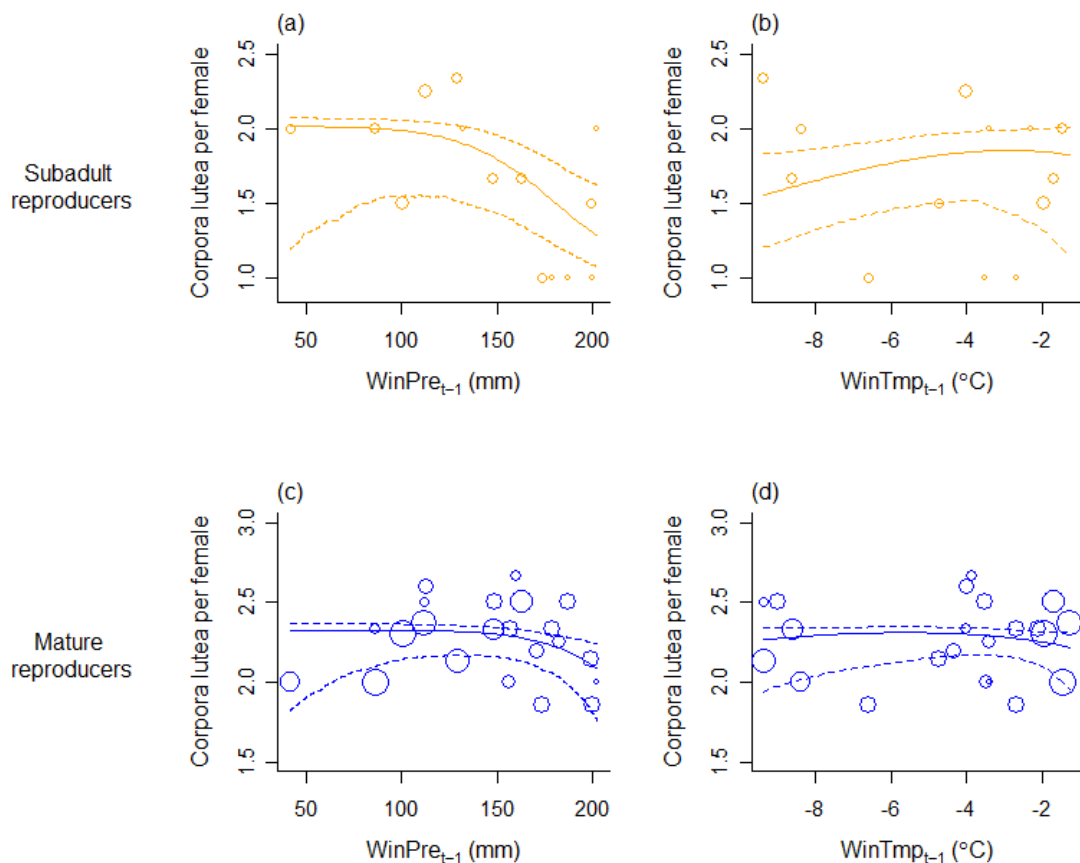 (a)
(b)
Subadult
reproducers
Corpora lutea per female
2.5
2.0
1.5
1.0
50 100 150 200
WinPret−1 (mm)
Corpora lutea per female
2.5
2.0
1.5
1.0
-8 -6 -4 -2
WinTmpt−1 (°C)
(c)
(d)
Mature
reproducers
Corpora lutea per female
3.0
2.5
2.0
1.5
50 100 150 200
WinPret−1 (mm)
Corpora lutea per female
3.0
2.5
2.0
1.5
-8 -6 -4 -2
WinTmpt−1 (°C)